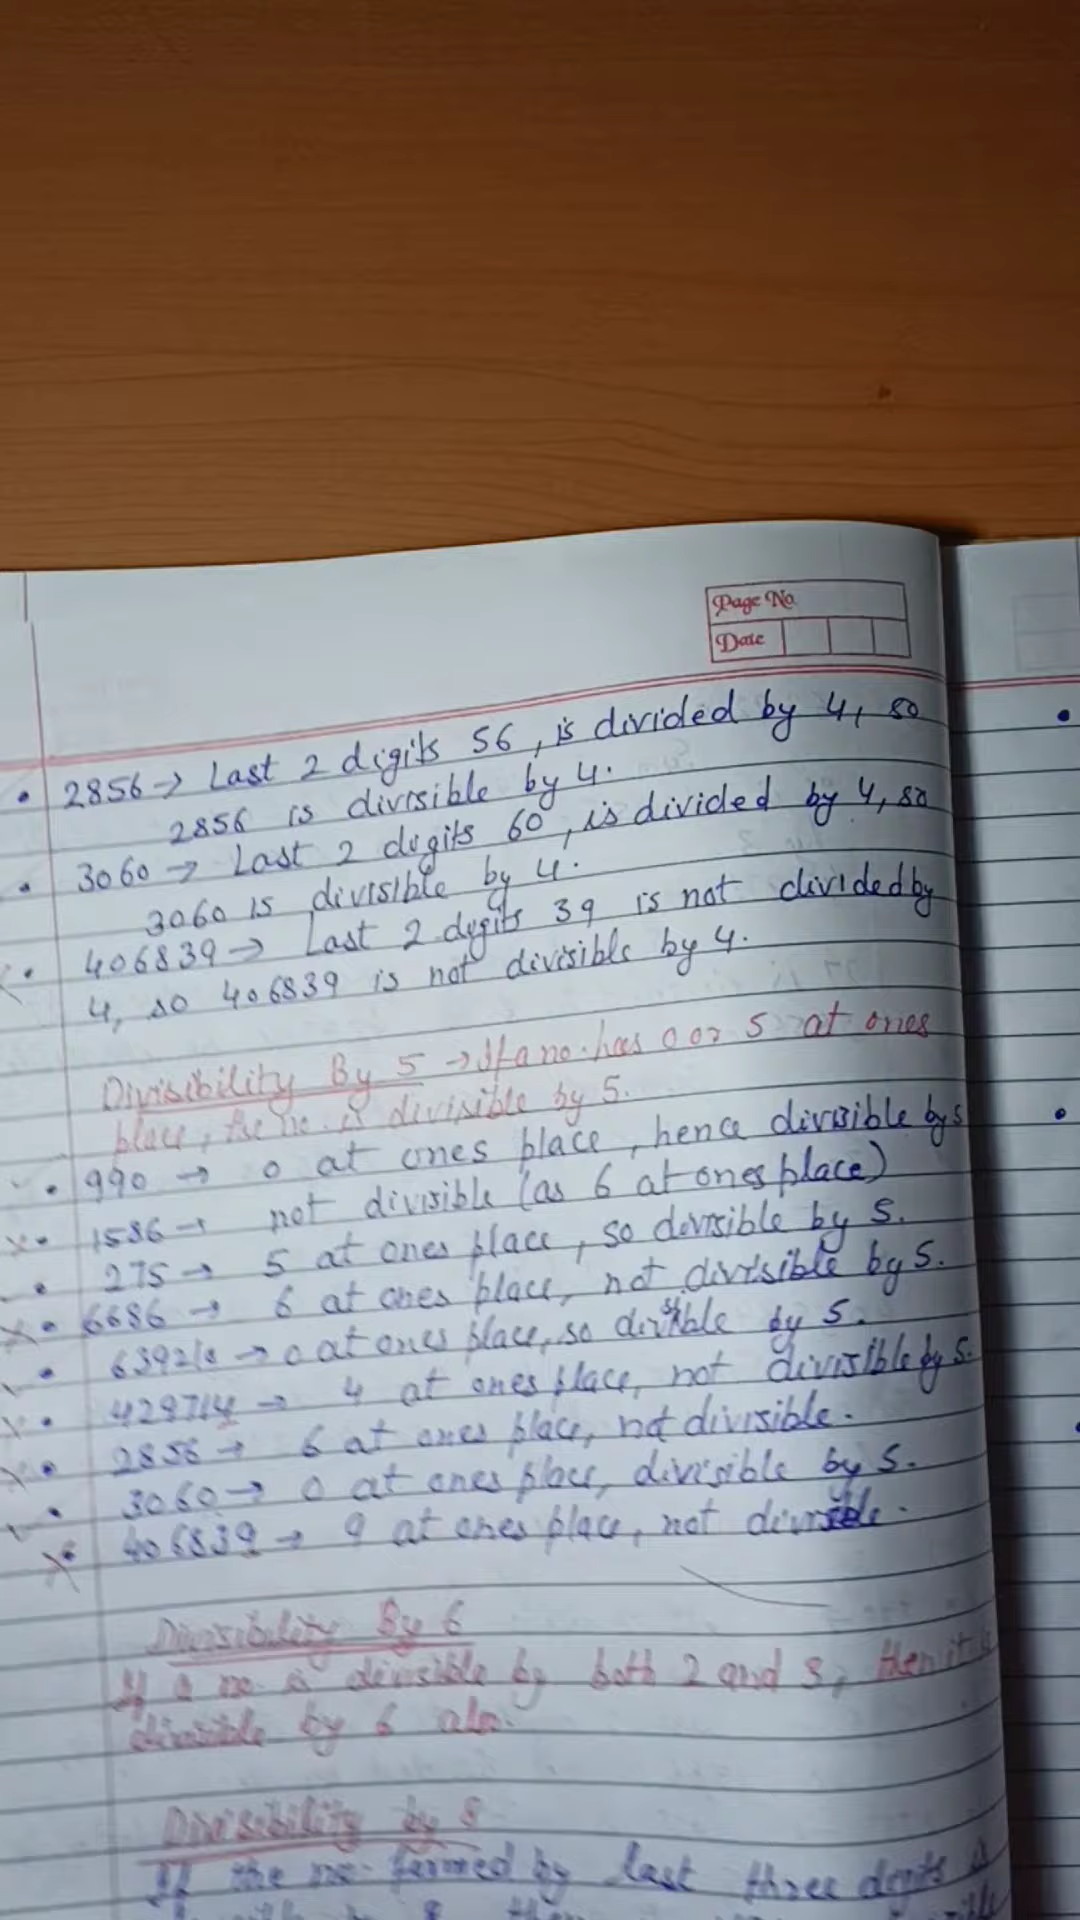 Page No.
Date
• 2856 → Last 2 digits 56, is divided by 4, so
2856 is divisible by 4.
• 3060 → Last 2 digits 60, is divided by 4, so
3060 is divisible by 4.
• 406839 → Last 2 digits 39 is not divided by
4, so 406839 is not divisible by 4.
Divisibility By 5 → If a no. has 0 or 5 at ones
place, the no. is divisible by 5.
✓ • 990 → 0 at ones place, hence divisible by 5
x • 1586 → not divisible (as 6 at ones place)
✓ • 275 → 5 at ones place, so divisible by 5.
x • 6686 → 6 at ones place, not divisible by 5.
✓ • 639210 → 0 at ones place, so divisible by 5.
x • 429714 → 4 at ones place, not divisible by 5.
x • 2856 → 6 at ones place, not divisible.
✓ • 3060 → 0 at ones place, divisible by 5.
x • 406839 → 9 at ones place, not divisible.
Divisibility By 6
If a no. is divisible by both 2 and 3, then it is
divisible by 6 also.
Divisibility by 8
If the no. formed by last three digits is
8